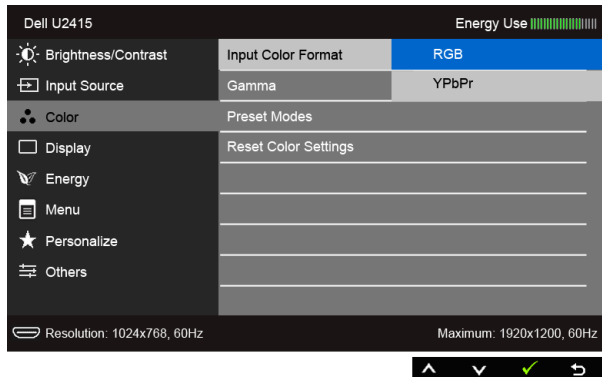 Dell U2415 Energy Use
Brightness/Contrast Input Color Format RGB
Input Source Gamma YPbPr
Color Preset Modes
Display Reset Color Settings
Energy
Menu
Personalize
Others
Resolution: 1024x768, 60Hz Maximum: 1920x1200, 60Hz